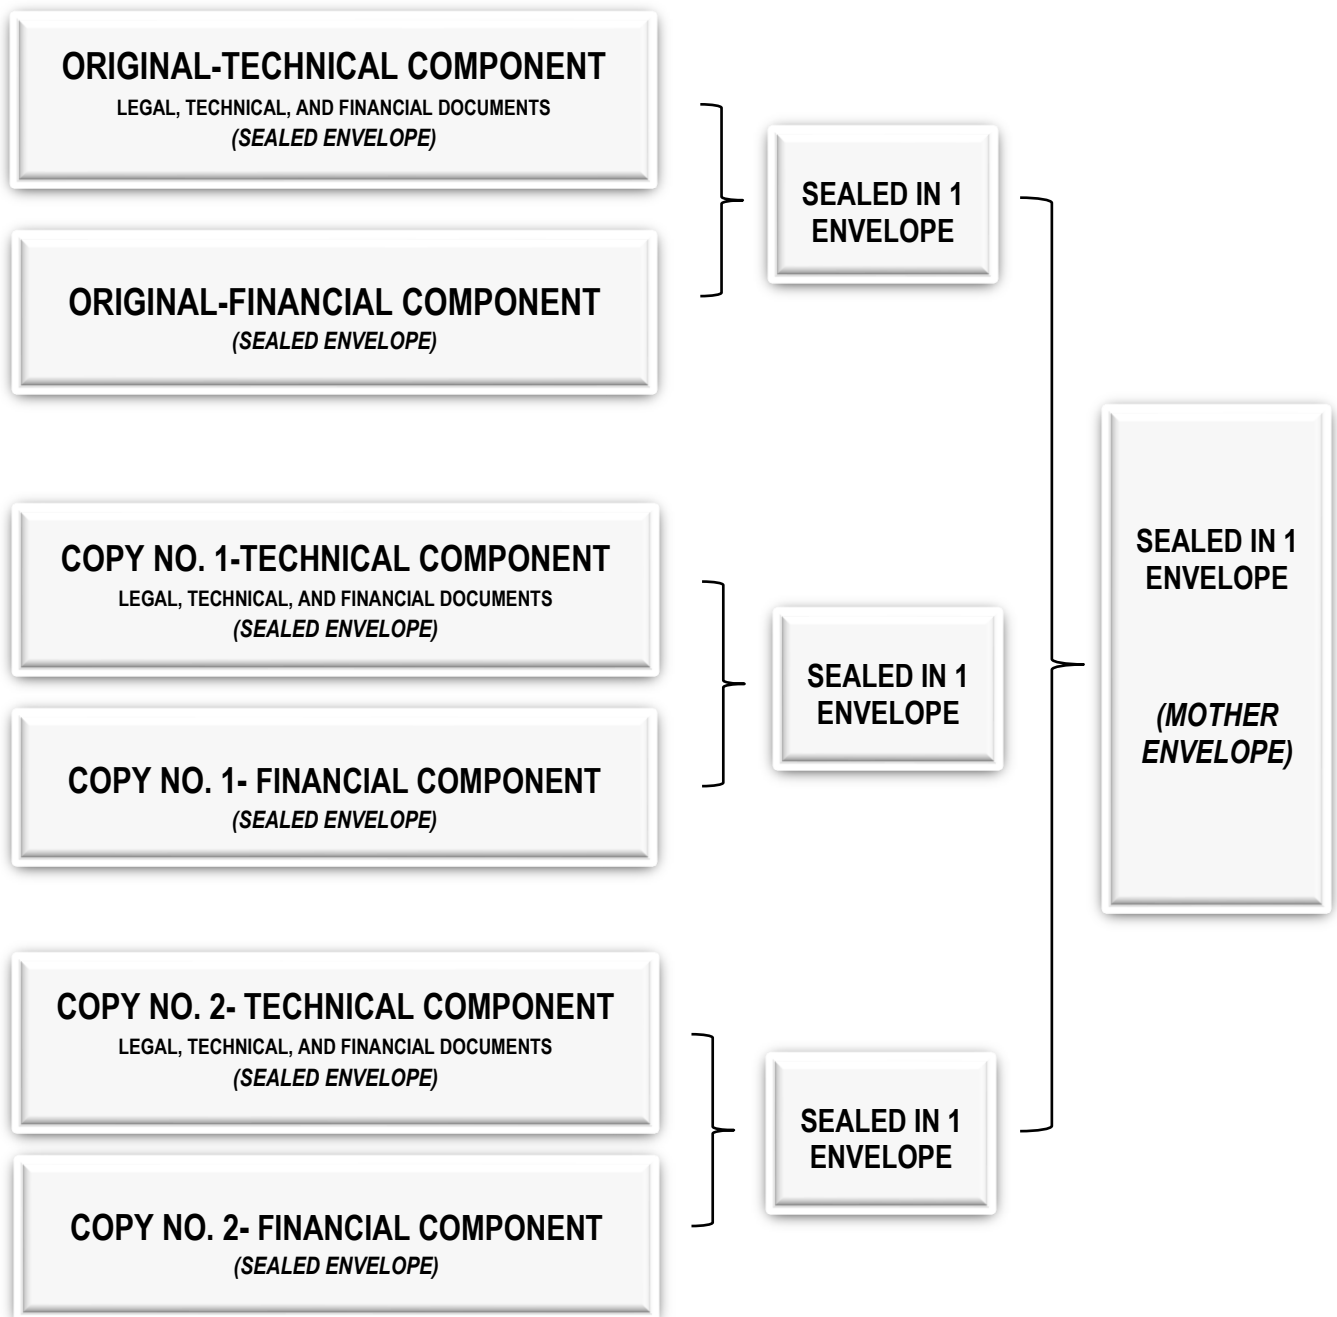 ORIGINAL-TECHNICAL COMPONENT
LEGAL, TECHNICAL, AND FINANCIAL DOCUMENTS
(SEALED ENVELOPE)
ORIGINAL-FINANCIAL COMPONENT
(SEALED ENVELOPE)
SEALED IN 1
ENVELOPE
COPY NO. 1-TECHNICAL COMPONENT
LEGAL, TECHNICAL, AND FINANCIAL DOCUMENTS
(SEALED ENVELOPE)
COPY NO. 1- FINANCIAL COMPONENT
(SEALED ENVELOPE)
SEALED IN 1
ENVELOPE
COPY NO. 2- TECHNICAL COMPONENT
LEGAL, TECHNICAL, AND FINANCIAL DOCUMENTS
(SEALED ENVELOPE)
COPY NO. 2- FINANCIAL COMPONENT
(SEALED ENVELOPE)
SEALED IN 1
ENVELOPE
SEALED IN 1
ENVELOPE
(MOTHER
ENVELOPE)